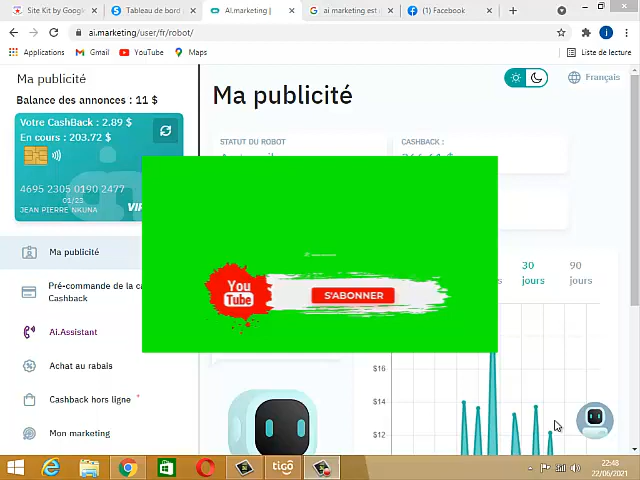 Site Kit by Google
Tableau de bord
Ai.marketing |
ai marketing est
(1) Facebook
ai.marketing/user/fr/robot/
Applications
Gmail
YouTube
Maps
Liste de lecture
Ma publicité
Balance des annonces : 11 $
Votre CashBack : 2.89 $
En cours : 203.72 $
4695 2305 0190 2477
01/23
JEAN PIERRE NKUNA
VIP
Ma publicité
Pré-commande de la
Cashback
Ai.Assistant
Achat au rabais
Cashback hors ligne *
Mon marketing
Français
Ma publicité
STATUT DU ROBOT
CASHBACK :
30
jours
90
jours
$16
$12
You
Tube
S'ABONNER
tigo
22:48
22/06/2021